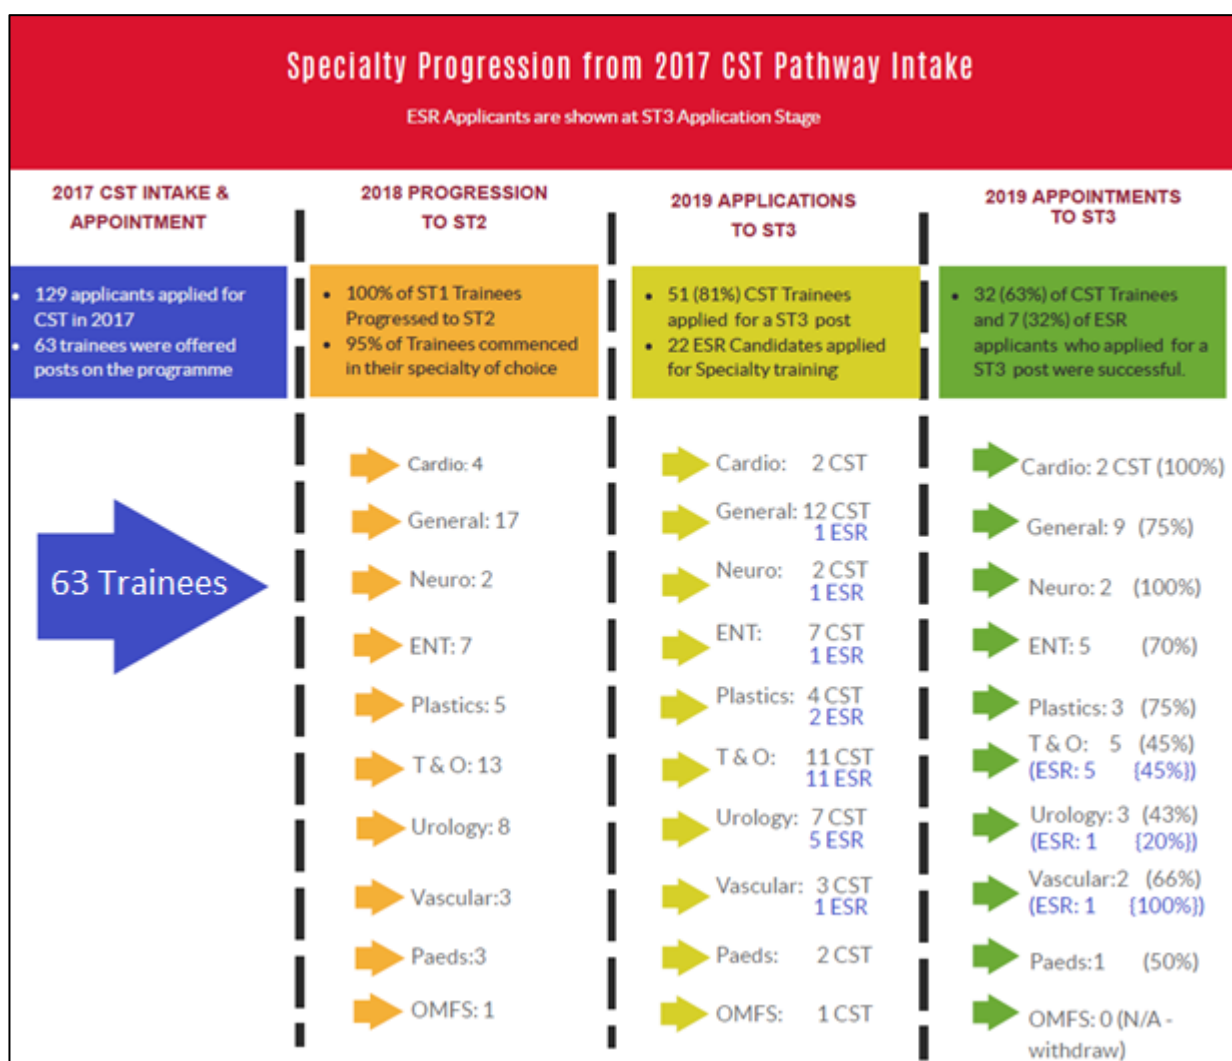 Specialty Progression from 2017 CST Pathway Intake
ESR Applicants are shown at ST3 Application Stage
2017 CST INTAKE &
APPOINTMENT
• 129 applicants applied for
CST in 2017
• 63 trainees were offered
posts on the programme
63 Trainees
2018 PROGRESSION
TO ST2
• 100% of ST1 Trainees
Progressed to ST2
• 95% of Trainees commenced
in their specialty of choice
Cardio: 4
General: 17
Neuro: 2
ENT: 7
Plastics: 5
T & O: 13
Urology: 8
Vascular:3
Paeds:3
OMFS: 1
2019 APPLICATIONS
TO ST3
• 51 (81%) CST Trainees
applied for a ST3 post
• 22 ESR Candidates applied
for Specialty training
Cardio: 2 CST
General: 12 CST
1 ESR
Neuro: 2 CST
1 ESR
ENT: 7 CST
1 ESR
Plastics: 4 CST
2 ESR
T & O: 11 CST
11 ESR
Urology: 7 CST
5 ESR
Vascular: 3 CST
1 ESR
Paeds: 2 CST
OMFS: 1 CST
2019 APPOINTMENTS
TO ST3
• 32 (63%) of CST Trainees
and 7 (32%) of ESR
applicants who applied for a
ST3 post were successful.
Cardio: 2 CST (100%)
General: 9 (75%)
Neuro: 2 (100%)
ENT: 5 (70%)
Plastics: 3 (75%)
T & O: 5 (45%)
(ESR: 5 {45%})
Urology: 3 (43%)
(ESR: 1 {20%})
Vascular:2 (66%)
(ESR: 1 {100%})
Paeds:1 (50%)
OMFS: 0 (N/A -
withdraw)